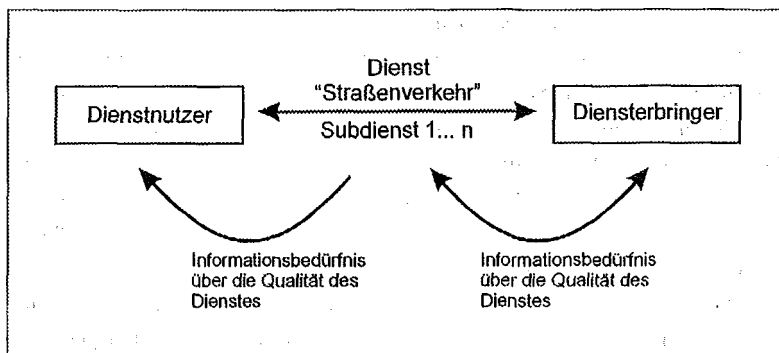 Dienst
"Straßenverkehr"
Dienstnutzer
Diensterbringer
Subdienst 1... n
Informationsbedürfnis
über die Qualität des
Dienstes
Informationsbedürfnis
über die Qualität des
Dienstes